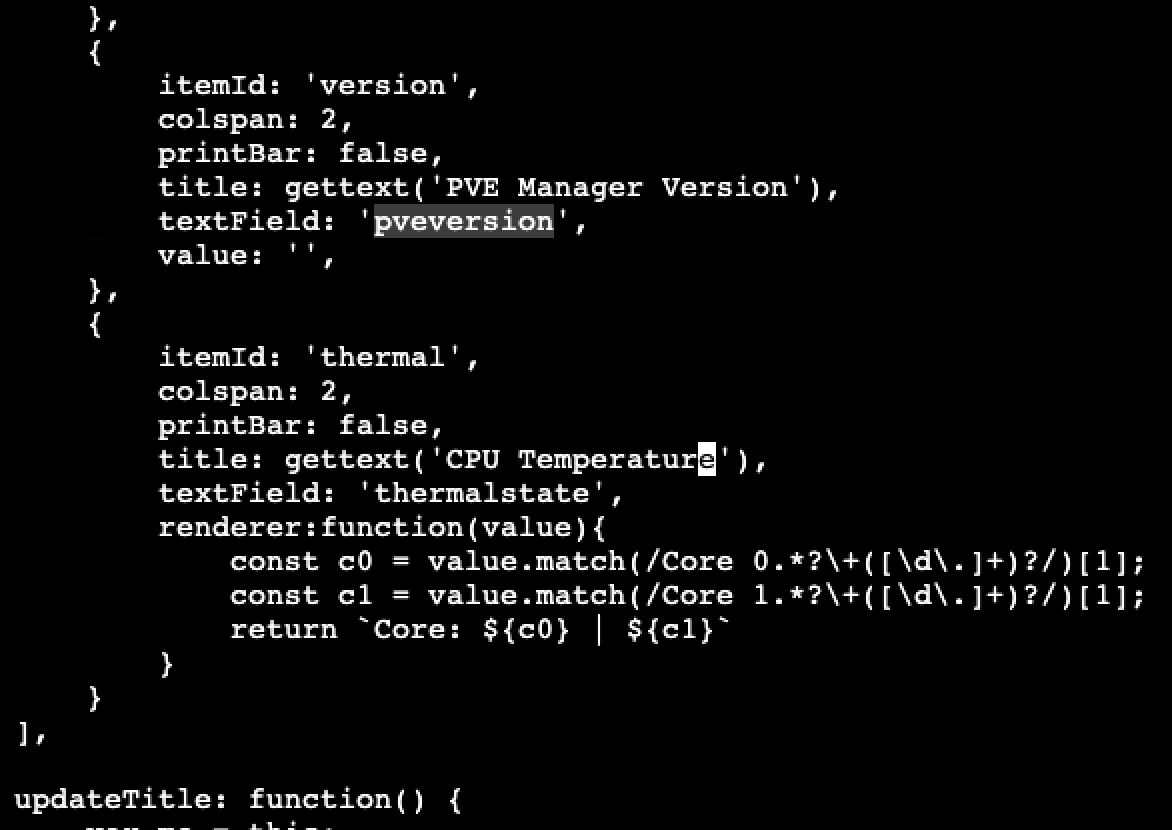 },
{
itemId: 'version',
colspan: 2,
printBar: false,
title: gettext('PVE Manager Version'),
textField: 'pveversion',
value: '',
},
{
itemId: 'thermal',
colspan: 2,
printBar: false,
title: gettext('CPU Temperature'),
textField: 'thermalstate',
renderer:function(value){
const c0 = value.match(/Core 0.*?\+([\d\.]+)?/)[1];
const c1 = value.match(/Core 1.*?\+([\d\.]+)?/)[1];
return `Core: ${c0} | ${c1}`
}
}
],
updateTitle: function() {